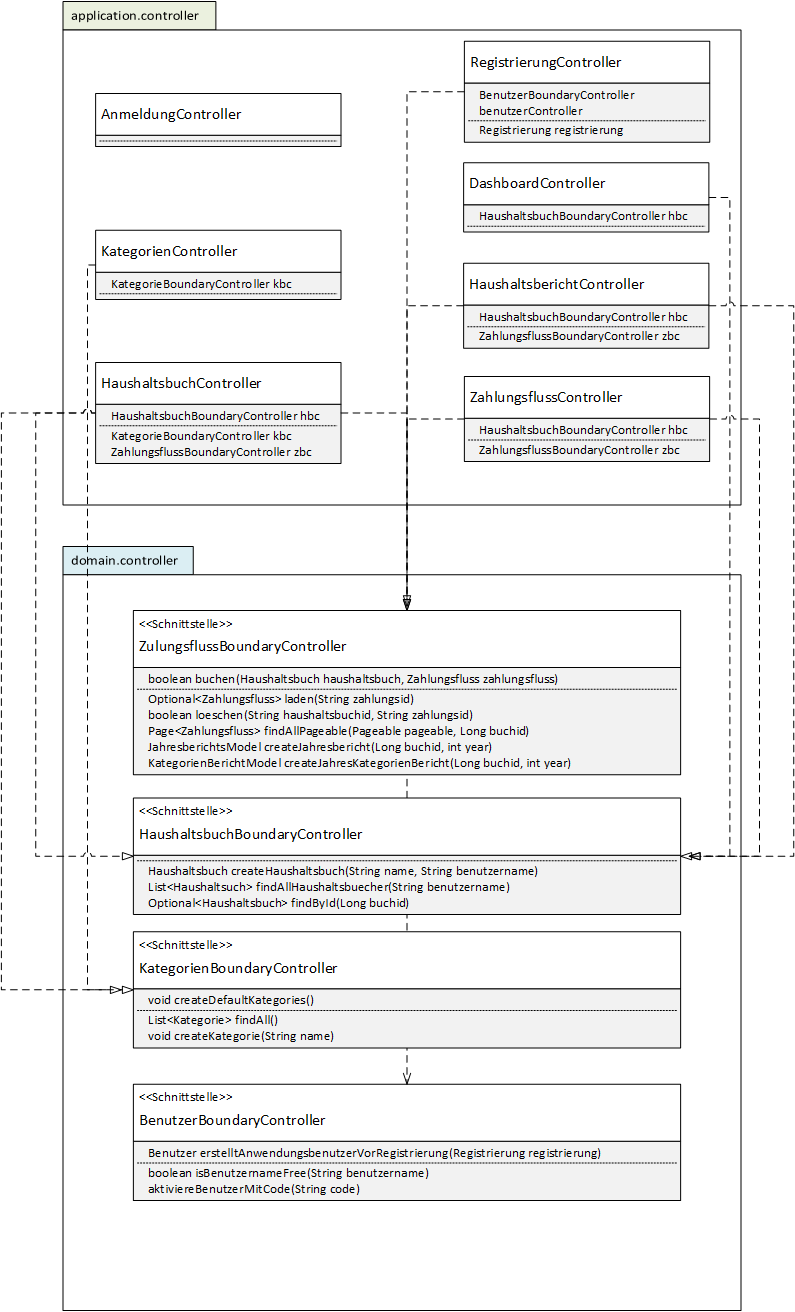 application.controller
RegistrierungController
BenutzerBoundaryController
benutzerController
Registrierung registrierung
AnmeldungController
DashboardController
HaushaltsbuchBoundaryController hbc
KategorienController
KategorieBoundaryController kbc
HaushaltsberichtController
HaushaltsbuchBoundaryController hbc
ZahlungsflussBoundaryController zbc
HaushaltsbuchController
HaushaltsbuchBoundaryController hbc
KategorieBoundaryController kbc
ZahlungsflussBoundaryController zbc
ZahlungsflussController
HaushaltsbuchBoundaryController hbc
ZahlungsflussBoundaryController zbc
domain.controller
<<Schnittstelle>>
ZulungsflussBoundaryController
boolean buchen(Haushaltsbuch haushaltsbuch, Zahlungsfluss zahlungsfluss)
Optional<Zahlungsfluss> laden(String zahlungsid)
boolean loeschen(String haushaltsbuchid, String zahlungsid)
Page<Zahlungsfluss> findAllPageable(Pageable pageable, Long buchid)
JahresberichtsModel createJahresbericht(Long buchid, int year)
KategorienBerichtModel createJahresKategorienBericht(Long buchid, int year)
<<Schnittstelle>>
HaushaltsbuchBoundaryController
Haushaltsbuch createHaushaltsbuch(String name, String benutzername)
List<Haushaltsuch> findAllHaushaltsbuecher(String benutzername)
Optional<Haushaltsbuch> findById(Long buchid)
<<Schnittstelle>>
KategorienBoundaryController
void createDefaultKategories()
List<Kategorie> findAll()
void createKategorie(String name)
<<Schnittstelle>>
BenutzerBoundaryController
Benutzer erstelltAnwendungsbenutzerVorRegistrierung(Registrierung registrierung)
boolean isBenutzernameFree(String benutzername)
aktiviereBenutzerMitCode(String code)